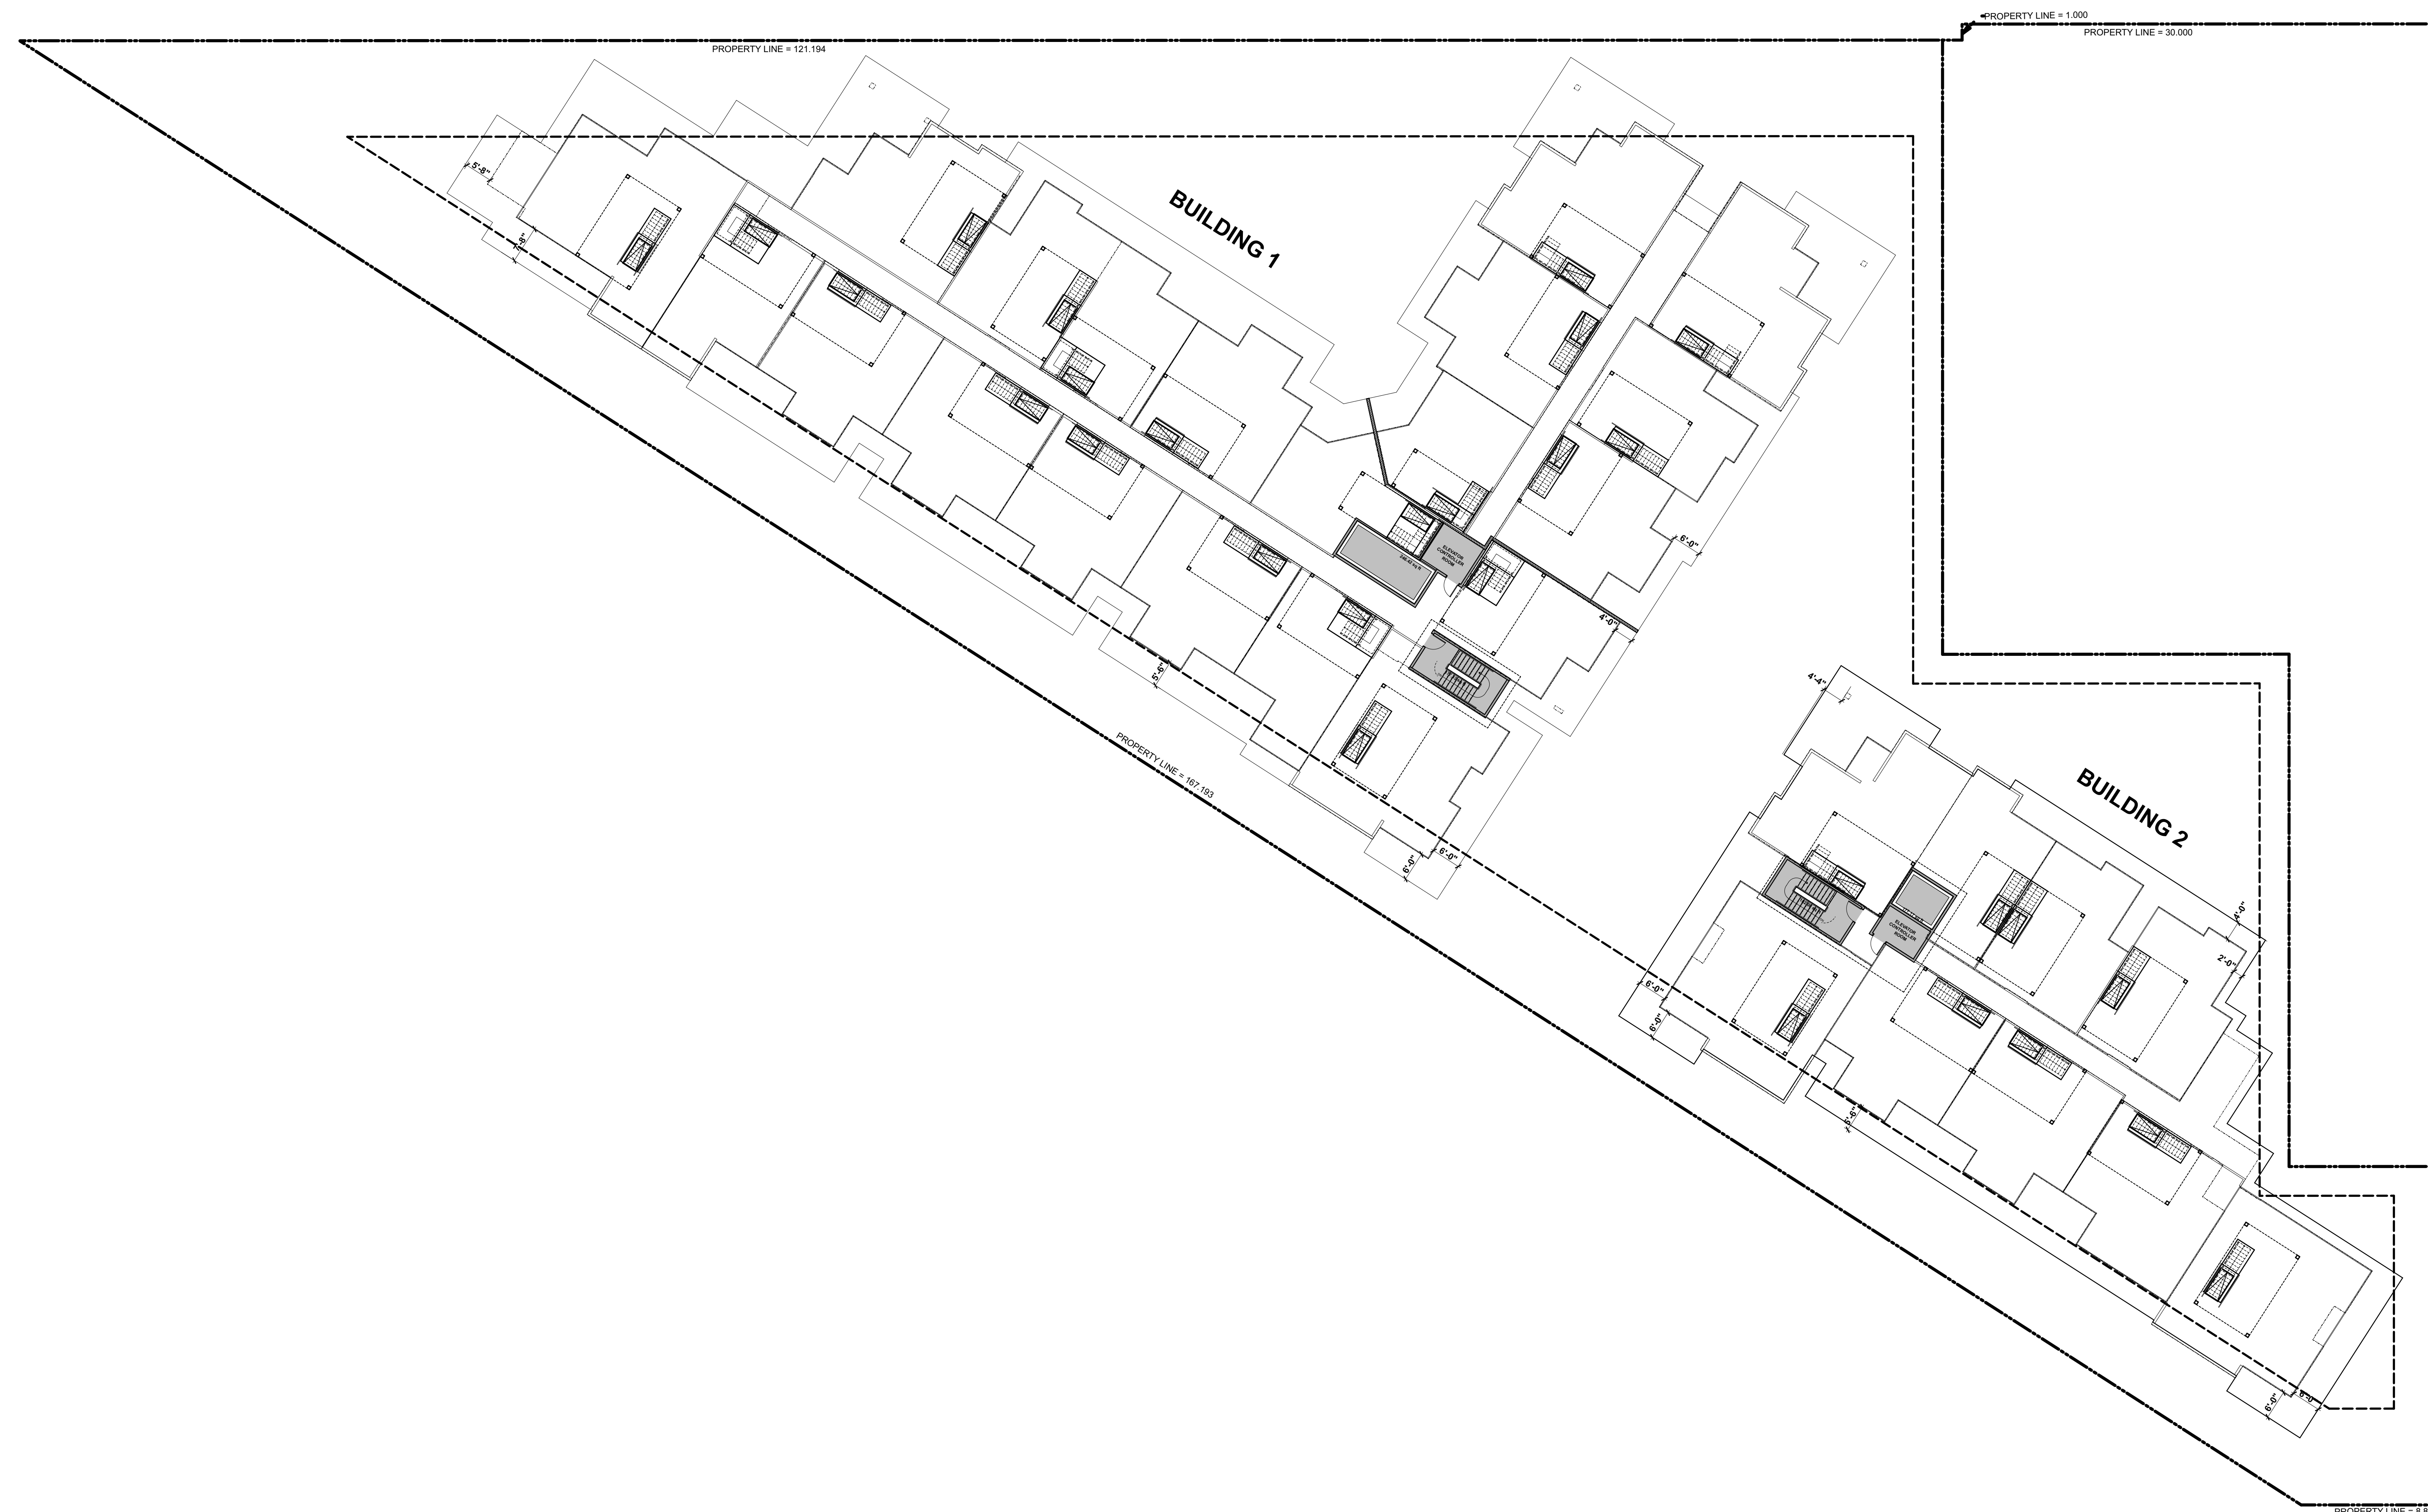 PROPERTY LINE = 1.000
PROPERTY LINE = 30.000
PROPERTY LINE = 121.194
5'-8"
BUILDING 1
6'-0"
ELEVATOR
CONTROLLER
ROOM
4'-0"
5'-6"
4'-4"
PROPERTY LINE = 167.193
BUILDING 2
6'-0"
6'-0"
4'-0"
ELEVATOR
CONTROLLER
ROOM
2'-0"
6'-0"
6'-0"
6'-0"